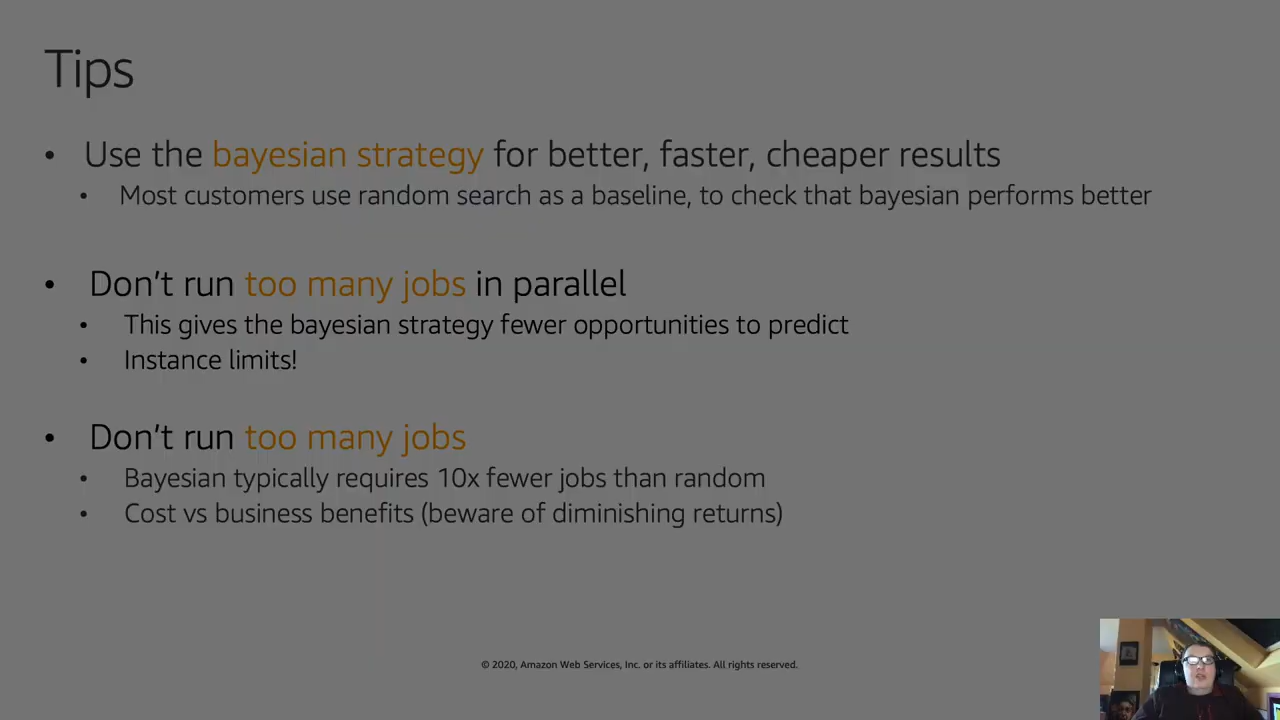 Tips
• Use the bayesian strategy for better, faster, cheaper results
• Most customers use random search as a baseline, to check that bayesian performs better
• Don't run too many jobs in parallel
• This gives the bayesian strategy fewer opportunities to predict
• Instance limits!
• Don't run too many jobs
• Bayesian typically requires 10x fewer jobs than random
• Cost vs business benefits (beware of diminishing returns)
© 2020, Amazon Web Services, Inc. or its affiliates. All rights reserved.